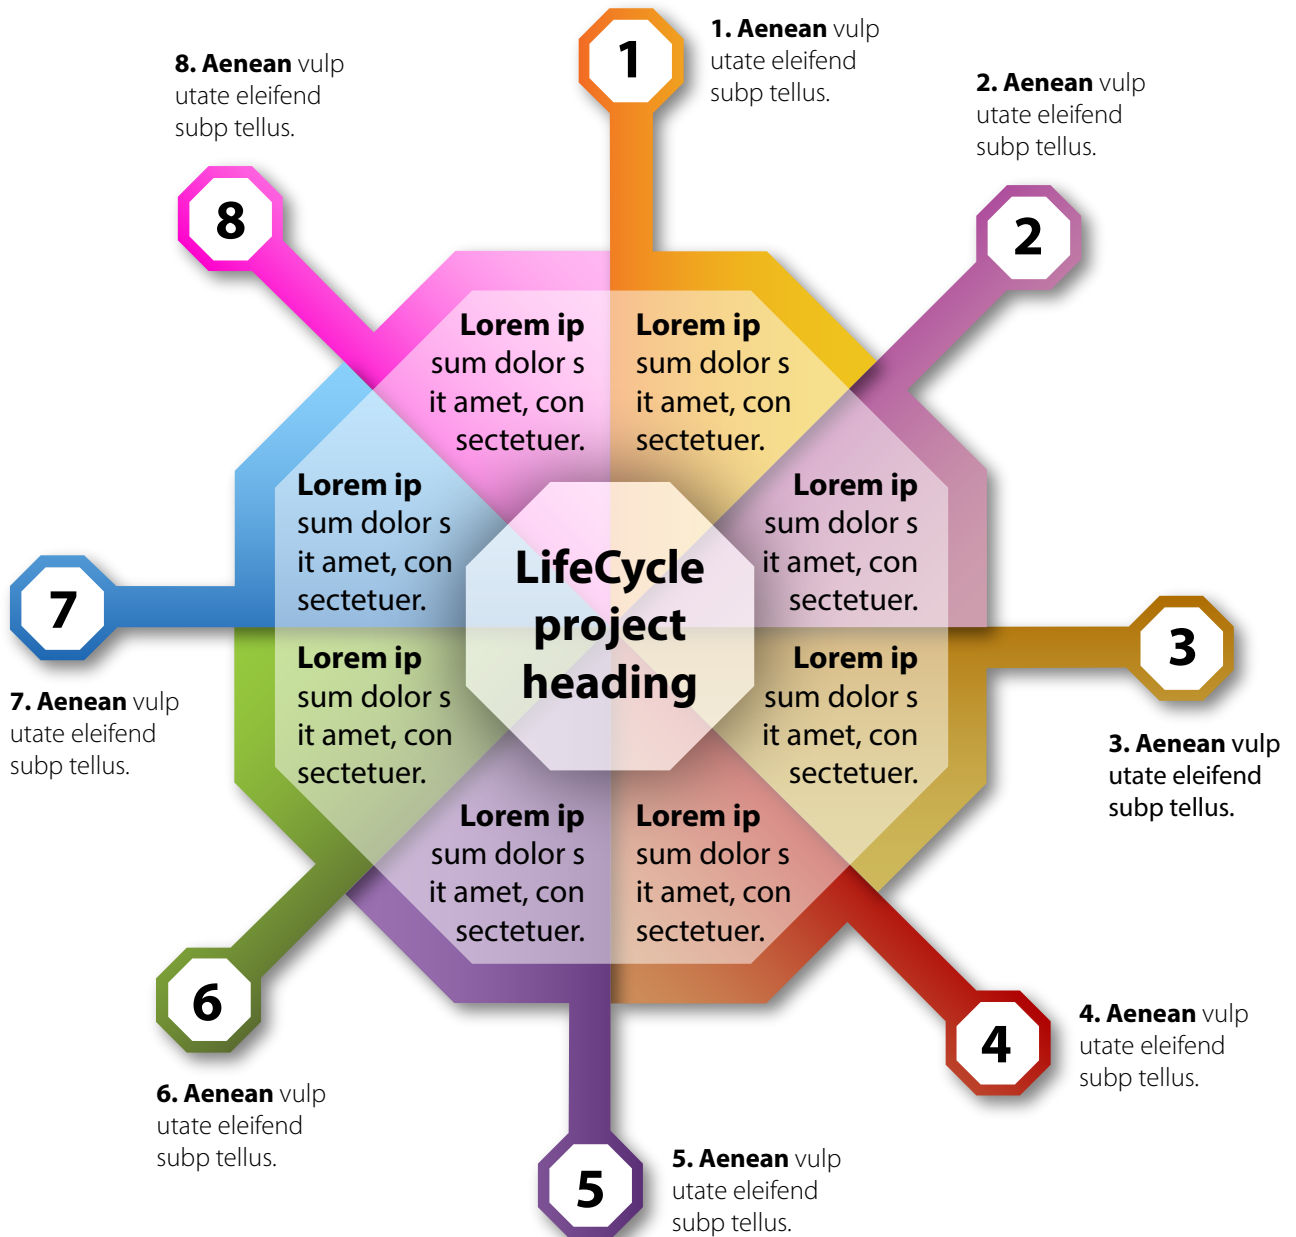 1
1. Aenean vulp
utate eleifend
subp tellus.
2
2. Aenean vulp
utate eleifend
subp tellus.
3
3. Aenean vulp
utate eleifend
subp tellus.
4
4. Aenean vulp
utate eleifend
subp tellus.
5
5. Aenean vulp
utate eleifend
subp tellus.
6
6. Aenean vulp
utate eleifend
subp tellus.
7
7. Aenean vulp
utate eleifend
subp tellus.
8
8. Aenean vulp
utate eleifend
subp tellus.
Lorem ip
sum dolor s
it amet, con
sectetuer.
Lorem ip
sum dolor s
it amet, con
sectetuer.
Lorem ip
sum dolor s
it amet, con
sectetuer.
Lorem ip
sum dolor s
it amet, con
sectetuer.
Lorem ip
sum dolor s
it amet, con
sectetuer.
Lorem ip
sum dolor s
it amet, con
sectetuer.
Lorem ip
sum dolor s
it amet, con
sectetuer.
Lorem ip
sum dolor s
it amet, con
sectetuer.
LifeCycle
project
heading